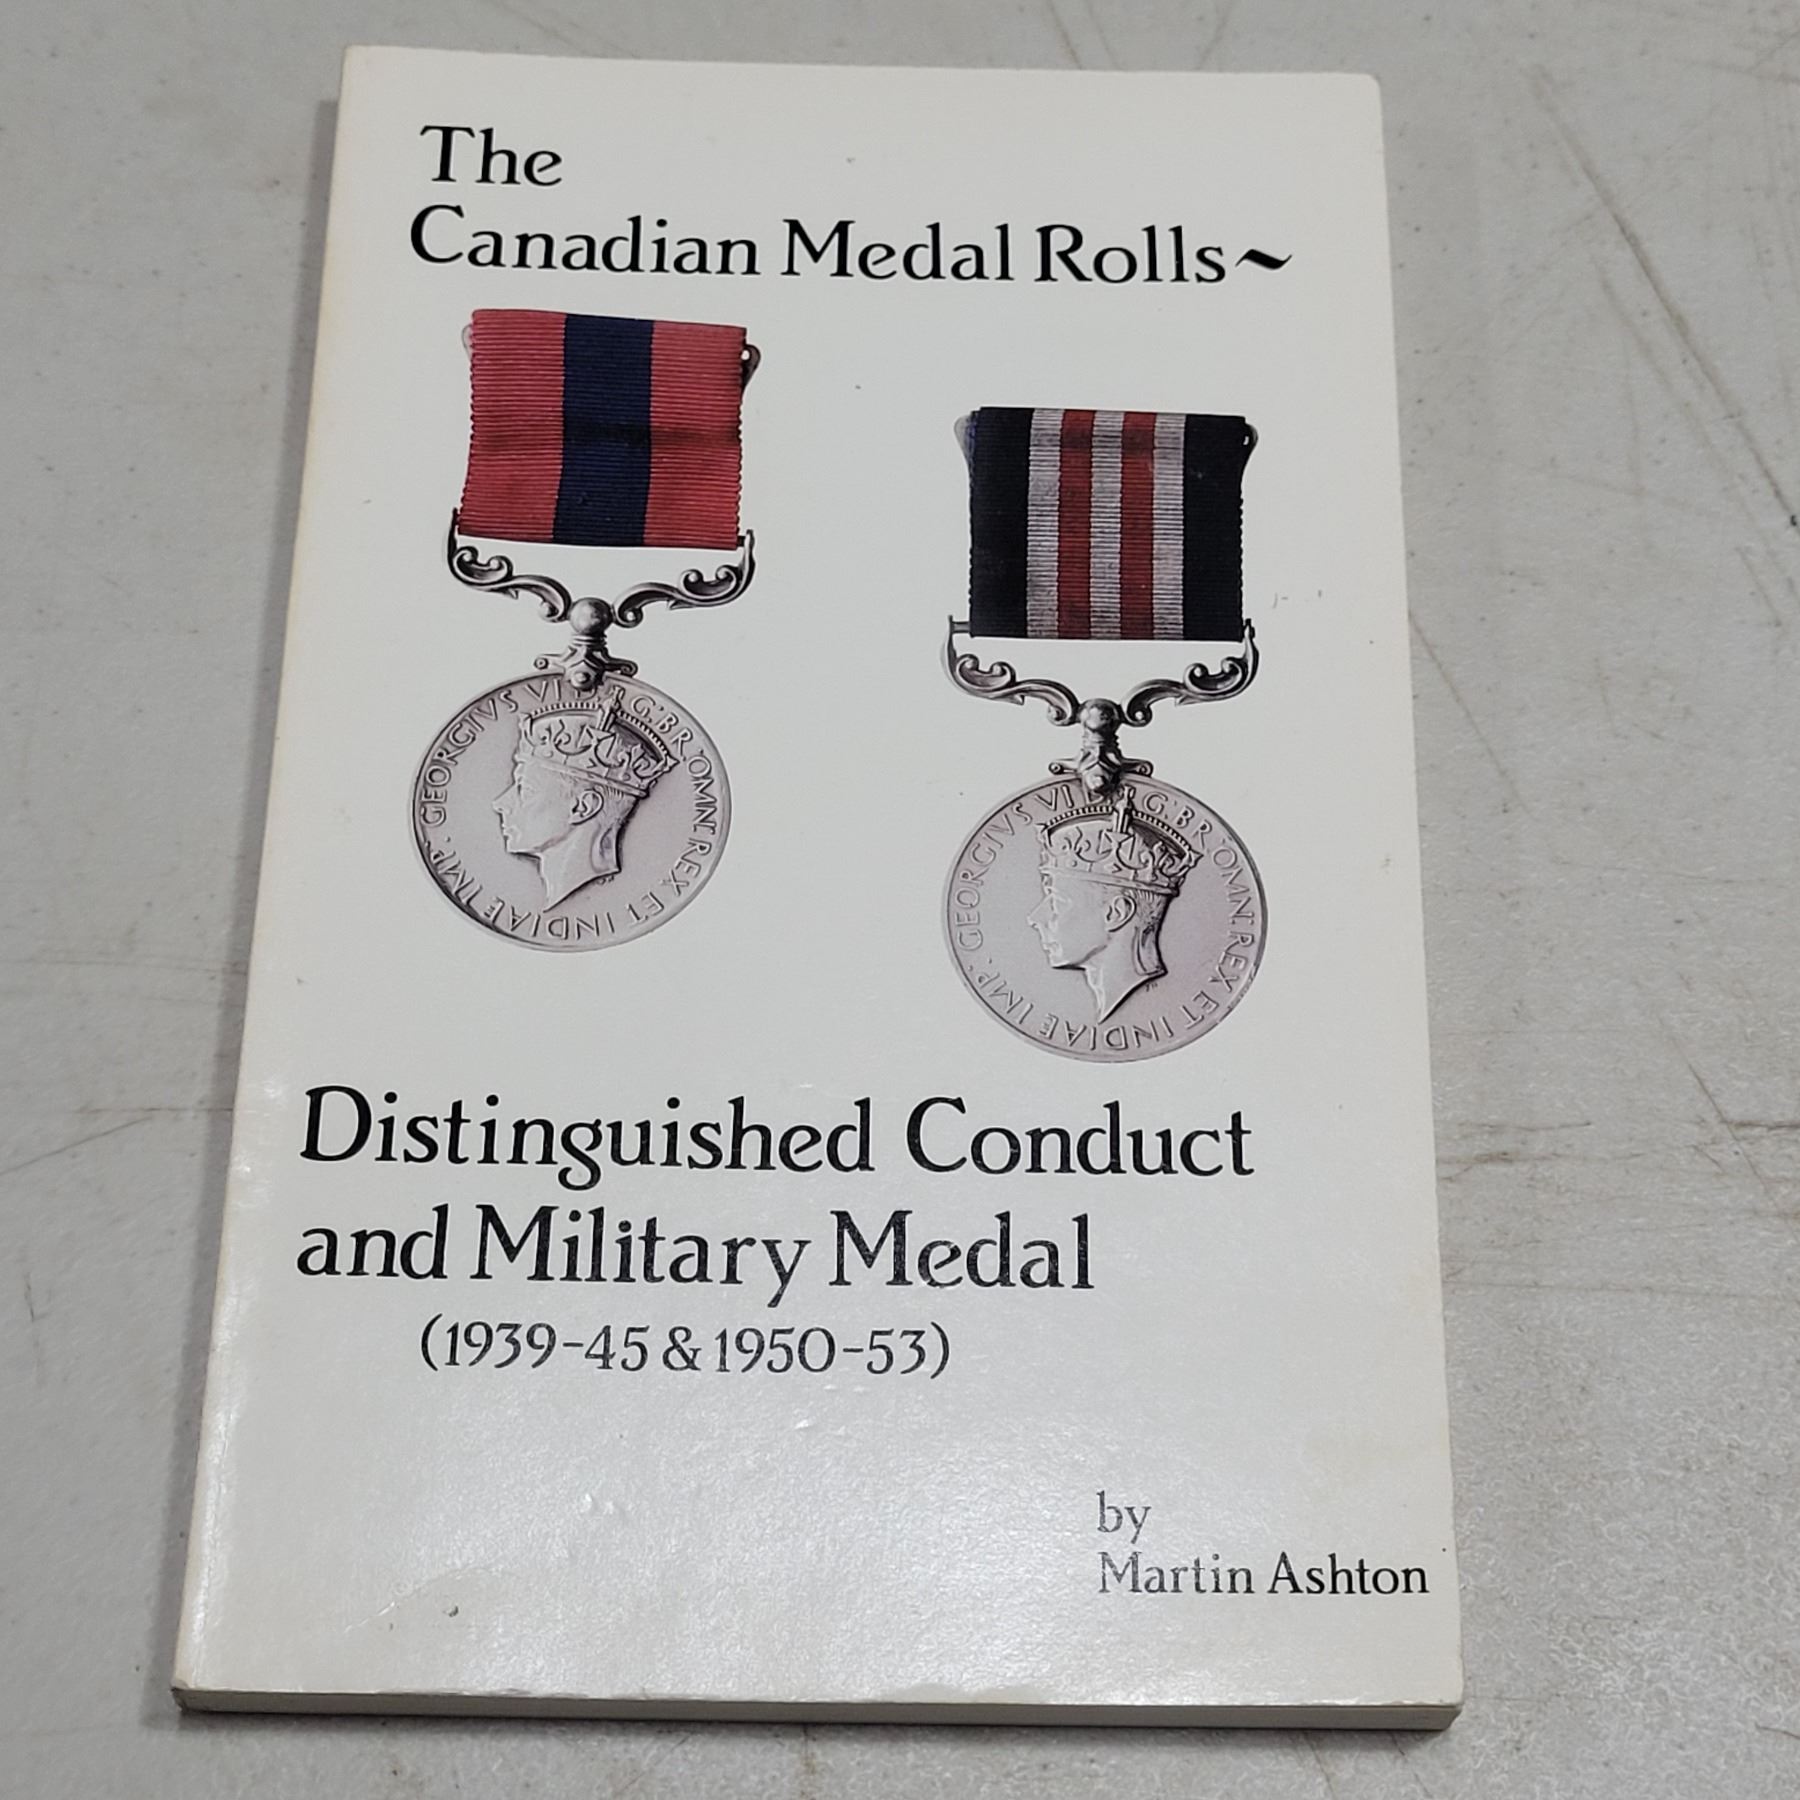 The
Canadian Medal Rolls~
GEORGIVS VI D:G:BR:OMN:REX ET INDIAE IMP:
GEORGIVS VI D:G:BR:OMN:REX ET INDIAE IMP:
Distinguished Conduct
and Military Medal
(1939-45 & 1950-53)
by
Martin Ashton